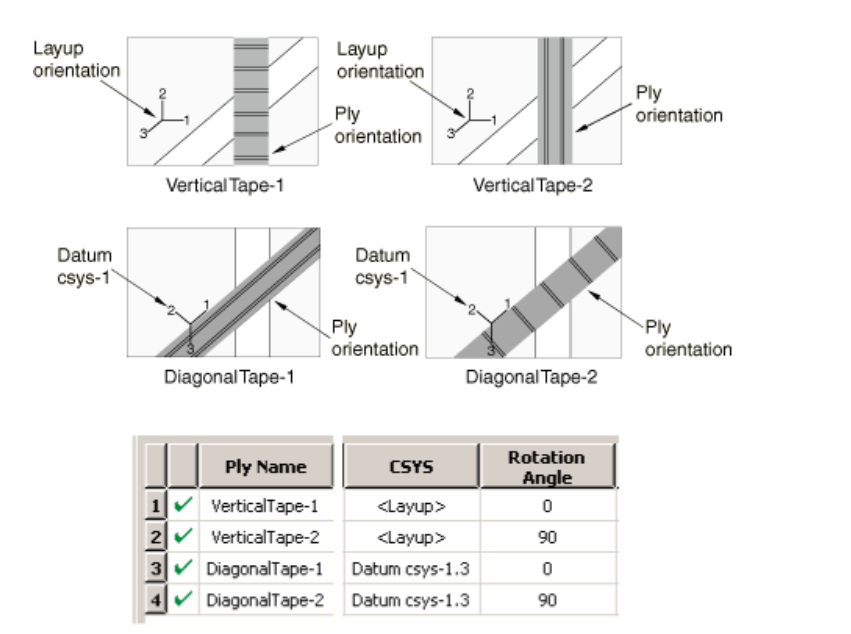 Layup
orientation
2
1
3
Ply
orientation
VerticalTape-1
Layup
orientation
2
1
3
Ply
orientation
VerticalTape-2
Datum
csys-1
2
1
3
Ply
orientation
DiagonalTape-1
Datum
csys-1
2
1
3
Ply
orientation
DiagonalTape-2
Ply Name CSYS Rotation Angle
1 VerticalTape-1 <Layup> 0
2 VerticalTape-2 <Layup> 90
3 DiagonalTape-1 Datum csys-1.3 0
4 DiagonalTape-2 Datum csys-1.3 90